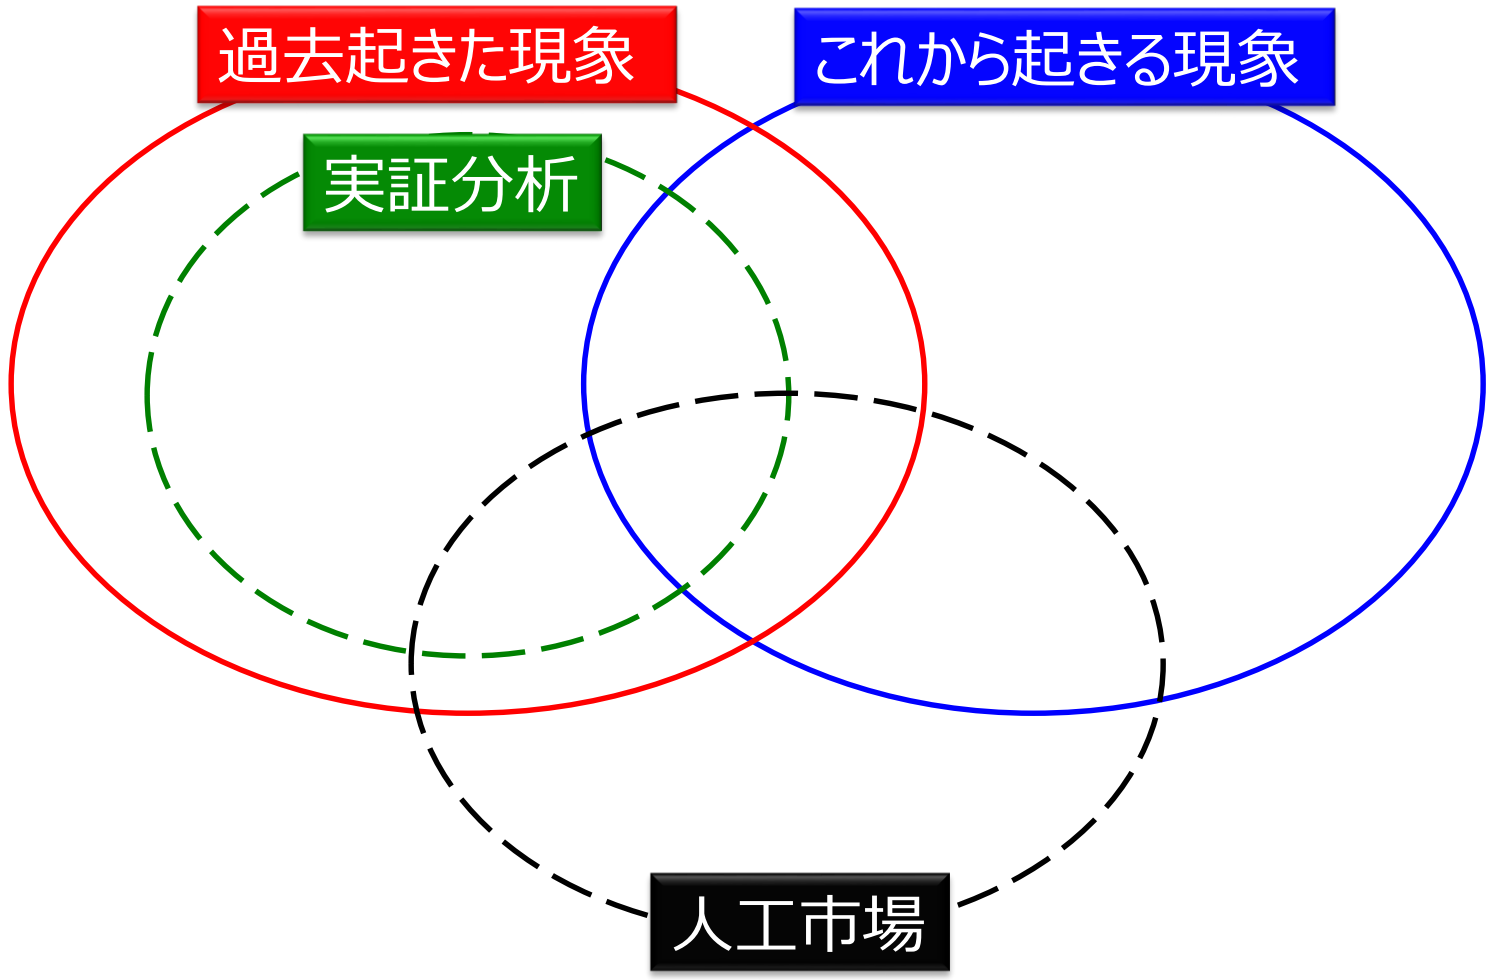 過去起きた現象
これから起きる現象
実証分析
人工市場